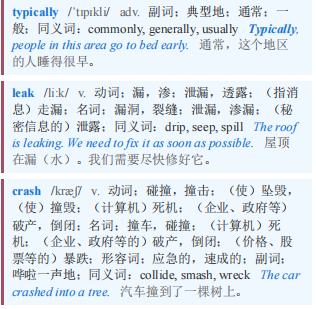 typically /ˈtɪpɪkli/ adv. 副词：典型地；通常；一
般；同义词：commonly, generally, usually Typically,
people in this area go to bed early. 通常，这个地区
的人睡得很早。
leak /liːk/ v. 动词：漏，渗；泄漏，透露；（指消
息）走漏；名词：漏洞，裂缝；泄漏，渗漏；（秘
密信息的）泄露；同义词：drip, seep, spill The roof
is leaking. We need to fix it as soon as possible. 屋顶
在漏（水）。我们需要尽快修好它。
crash /kræʃ/ v. 动词：碰撞，撞击；（使）坠毁，
（使）撞毁；（计算机）死机；（企业、政府等）
破产，倒闭；名词：撞车，碰撞；（计算机）死
机；（企业、政府等的）破产，倒闭；（价格、股
票等的）暴跌；形容词：应急的，速成的；副词：
哗啦一声地；同义词：collide, smash, wreck The car
crashed into a tree. 汽车撞到了一棵树上。